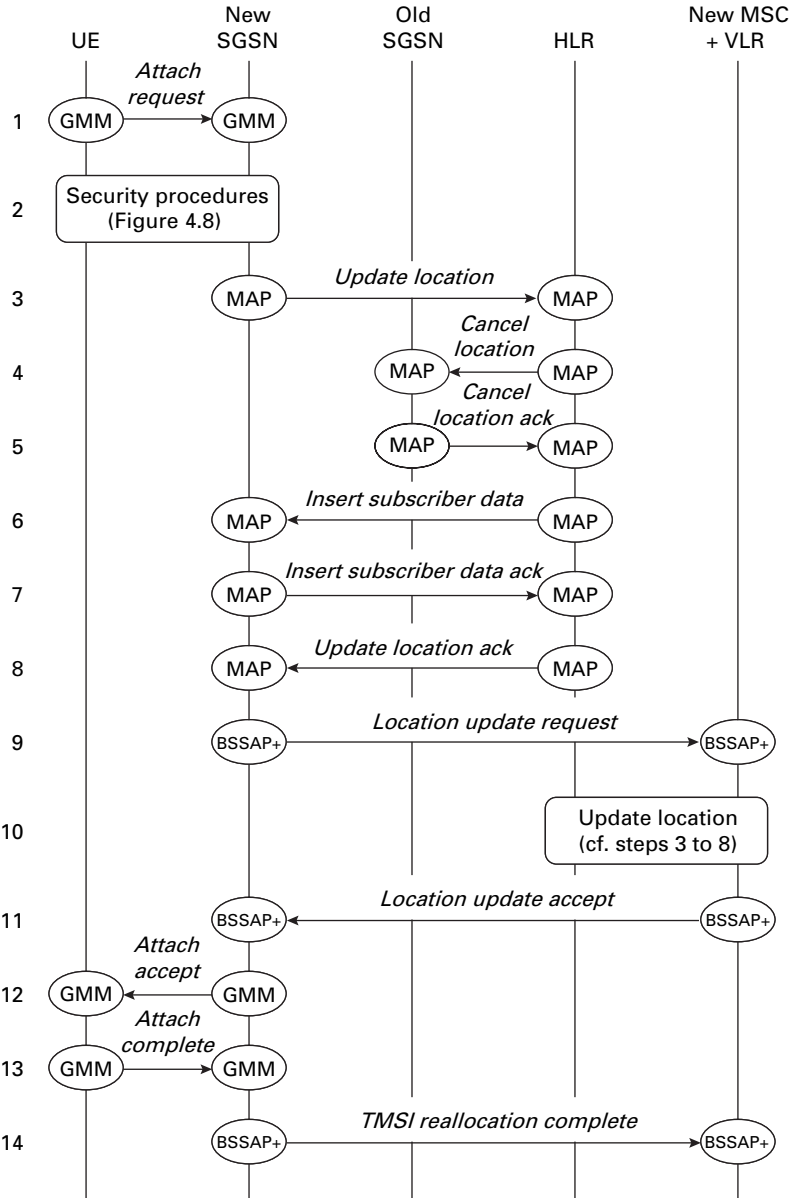 New Old New MSC
UE SGSN SGSN HLR + VLR
Attach
request
1 GMM GMM
Security procedures
2 (Figure 4.8)
Update location
3 MAP MAP
Cancel
location
4 MAP MAP
Cancel
location ack
5 MAP MAP
Insert subscriber data
6 MAP MAP
Insert subscriber data ack
7 MAP MAP
Update location ack
8 MAP MAP
Location update request
9 BSSAP+ BSSAP+
Update location
10 (cf. steps 3 to 8)
Location update accept
11 BSSAP+ BSSAP+
Attach
accept
12 GMM GMM
Attach
complete
13 GMM GMM
TMSI reallocation complete
14 BSSAP+ BSSAP+